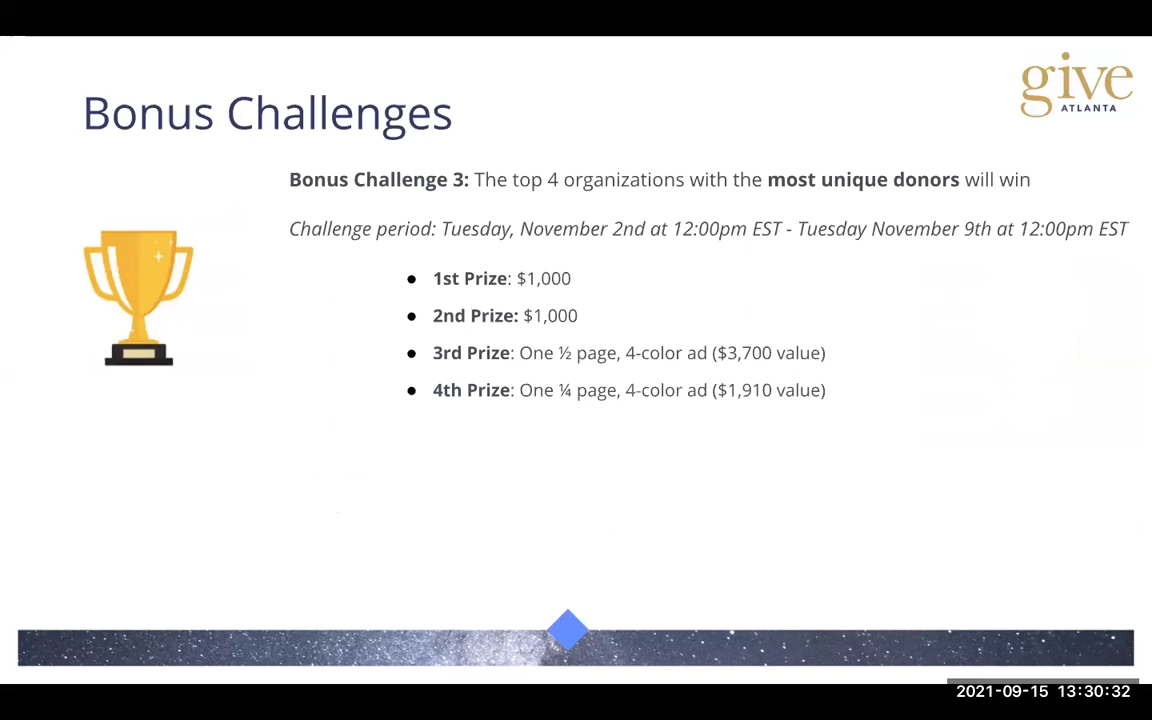 give
ATLANTA
Bonus Challenges
Bonus Challenge 3: The top 4 organizations with the most unique donors will win
Challenge period: Tuesday, November 2nd at 12:00pm EST - Tuesday November 9th at 12:00pm EST
● 1st Prize: $1,000
● 2nd Prize: $1,000
● 3rd Prize: One ½ page, 4-color ad ($3,700 value)
● 4th Prize: One ¼ page, 4-color ad ($1,910 value)
2021-09-15 13:30:32